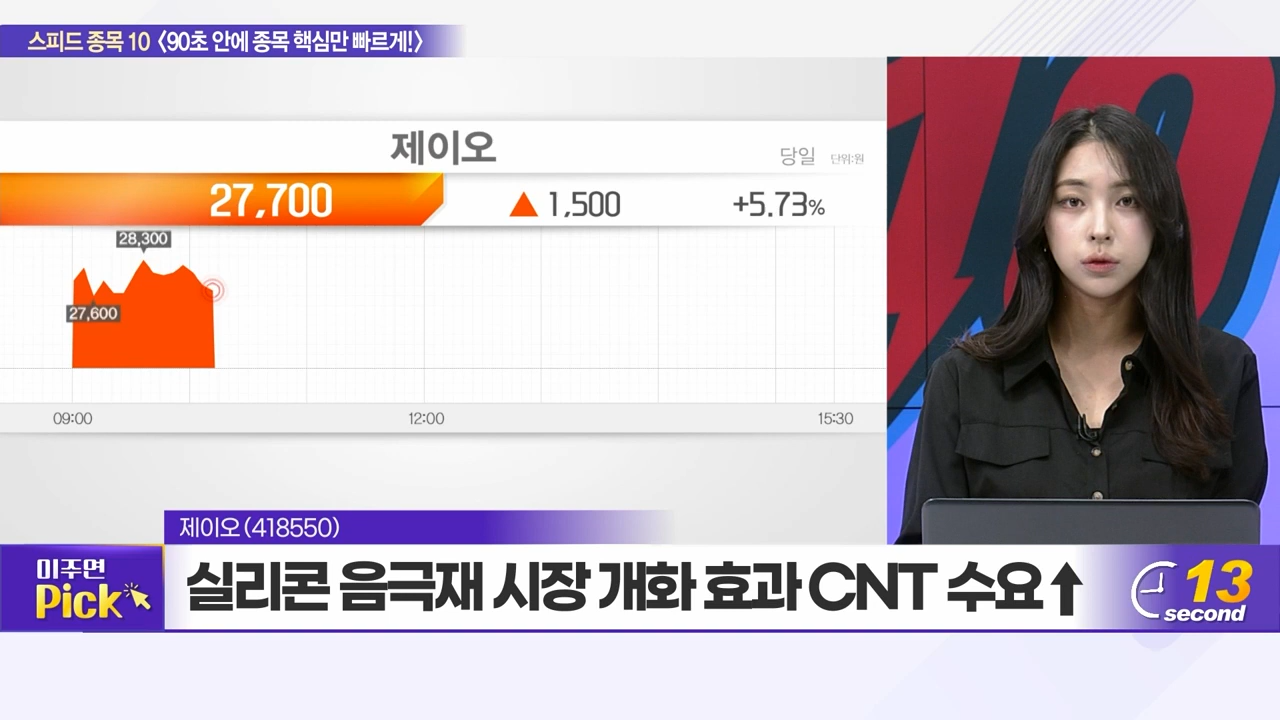 스피드 종목 10 <90초 안에 종목 핵심만 빠르게!>
제이오
당일 단위:원
27,700 ▲ 1,500 +5.73%
28,300
27,600
09:00 12:00 15:30
10
제이오(418550)
미주면
Pick
실리콘 음극재 시장 개화 효과 CNT 수요↑
13
second